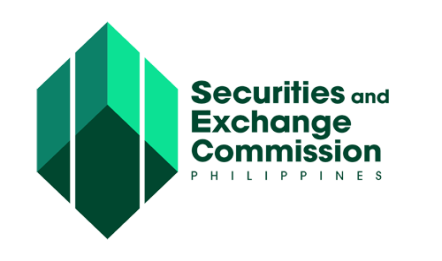 Securities and
Exchange
Commission
PHILIPPINES